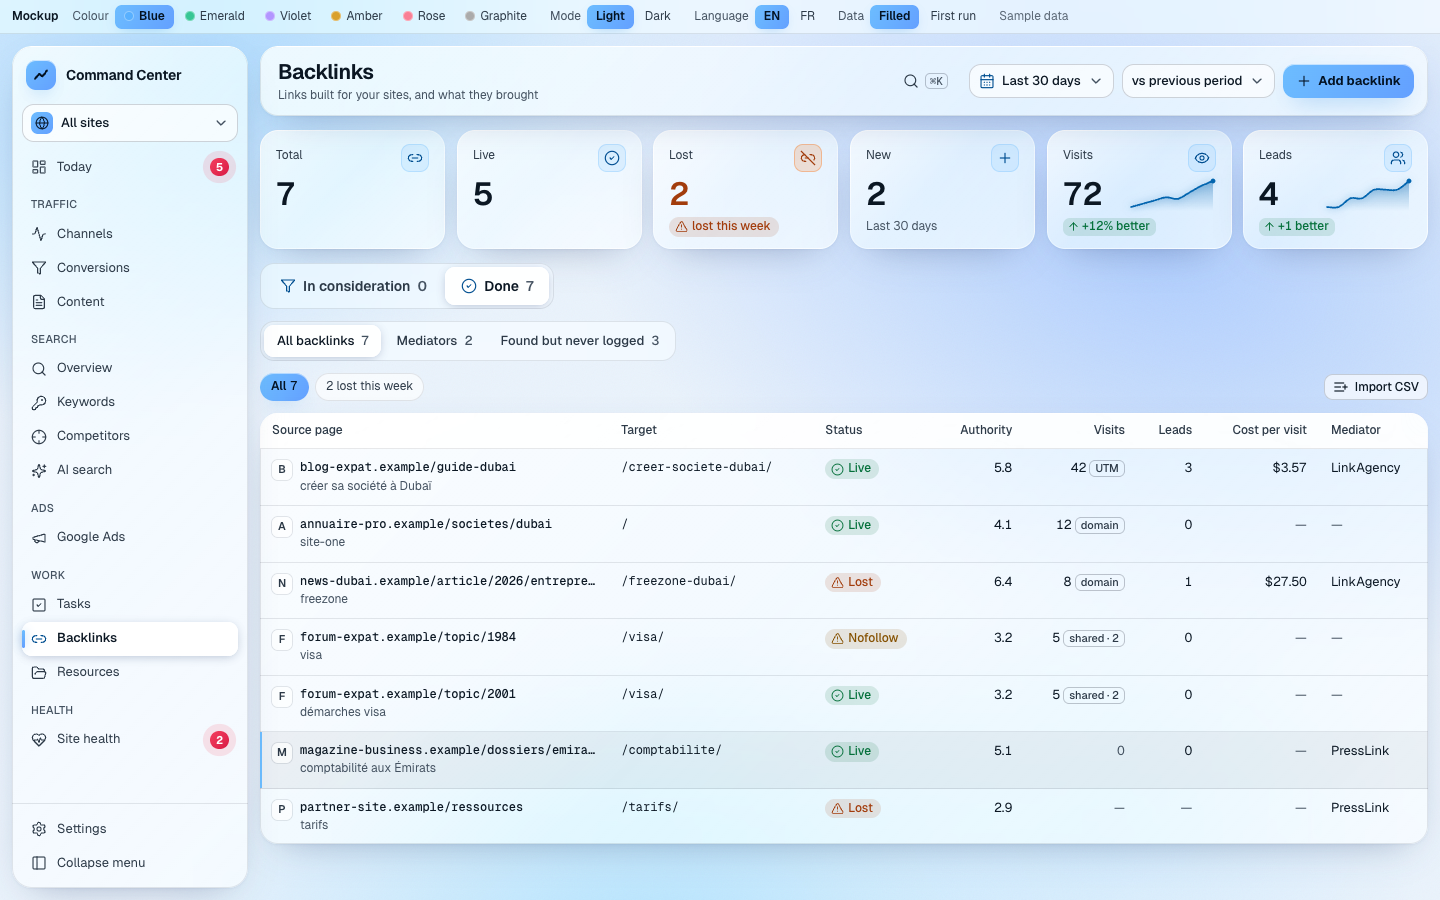 Mockup Colour Blue Emerald Violet Amber Rose Graphite Mode Light Dark Language EN FR Data Filled First run Sample data
Command Center
All sites
Today 5
TRAFFIC
Channels
Conversions
Content
SEARCH
Overview
Keywords
Competitors
AI search
ADS
Google Ads
WORK
Tasks
Backlinks
Resources
HEALTH
Site health 2
Settings
Collapse menu
Backlinks
Links built for your sites, and what they brought
⌘K Last 30 days vs previous period Add backlink
Total
7
Live
5
Lost
2
lost this week
New
2
Last 30 days
Visits
72
↑ +12% better
Leads
4
↑ +1 better
In consideration 0 Done 7
All backlinks 7 Mediators 2 Found but never logged 3
All 7 2 lost this week Import CSV
Source page Target Status Authority Visits Leads Cost per visit Mediator
B blog-expat.example/guide-dubai /creer-societe-dubai/ Live 5.8 42 UTM 3 $3.57 LinkAgency
créer sa société à Dubaï
A annuaire-pro.example/societes/dubai / Live 4.1 12 domain 0 — —
site-one
N news-dubai.example/article/2026/entrepre… /freezone-dubai/ Lost 6.4 8 domain 1 $27.50 LinkAgency
freezone
F forum-expat.example/topic/1984 /visa/ Nofollow 3.2 5 shared · 2 0 — —
visa
F forum-expat.example/topic/2001 /visa/ Live 3.2 5 shared · 2 0 — —
démarches visa
M magazine-business.example/dossiers/emira… /comptabilite/ Live 5.1 0 0 — PressLink
comptabilité aux Émirats
P partner-site.example/ressources /tarifs/ Lost 2.9 — — — PressLink
tarifs